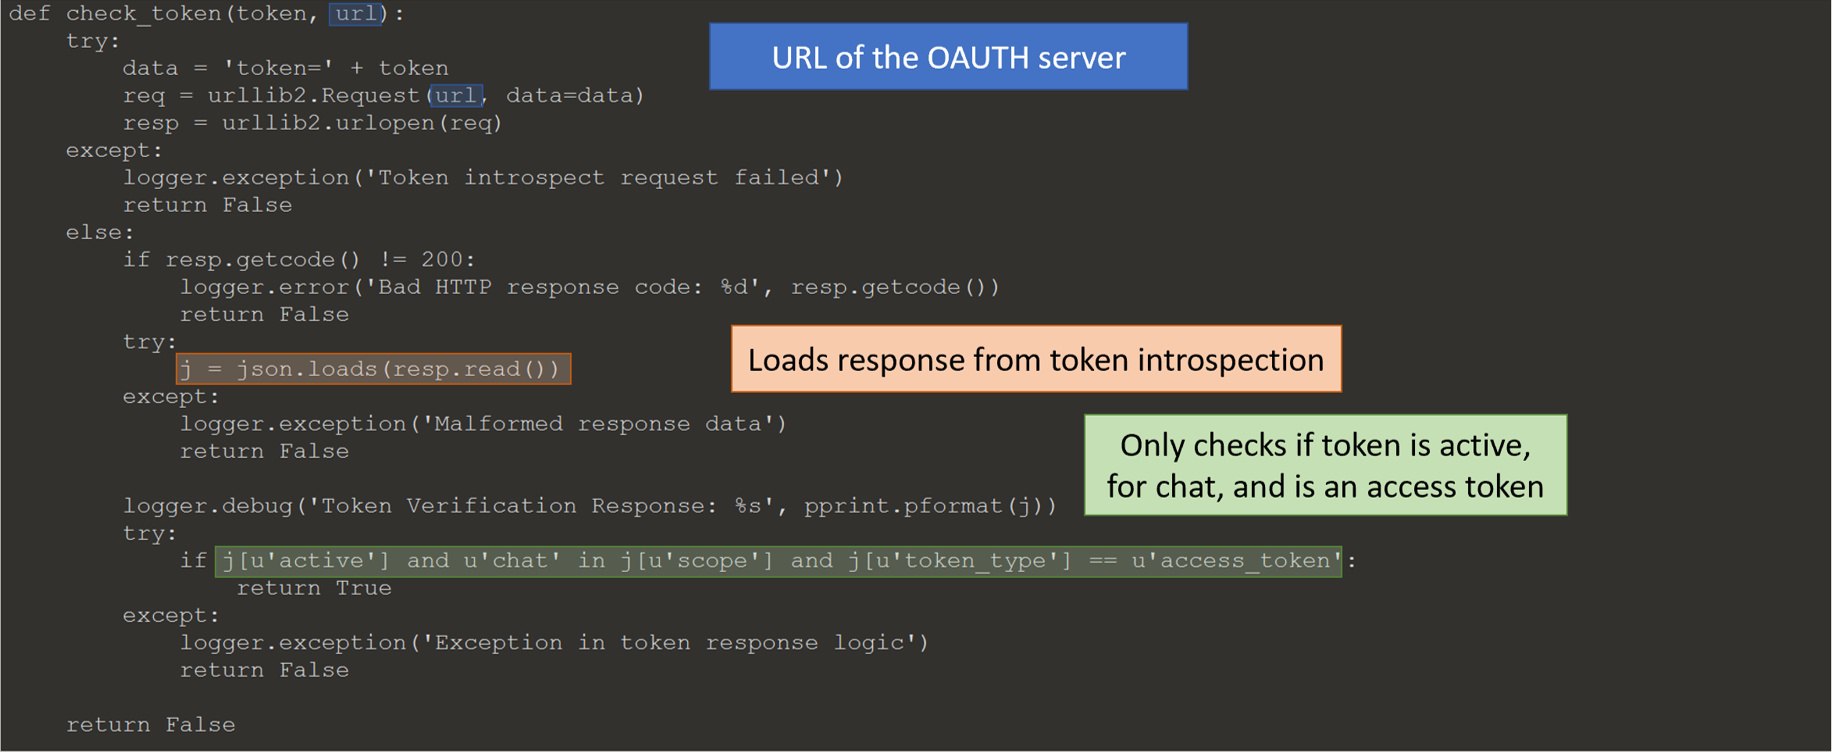 def check_token(token, url):
    try:
        data = 'token=' + token
        req = urllib2.Request(url, data=data)
        resp = urllib2.urlopen(req)
    except:
        logger.exception('Token introspect request failed')
        return False
    else:
        if resp.getcode() != 200:
            logger.error('Bad HTTP response code: %d', resp.getcode())
            return False
        try:
            j = json.loads(resp.read())
        except:
            logger.exception('Malformed response data')
            return False
        logger.debug('Token Verification Response: %s', pprint.pformat(j))
        try:
            if j[u'active'] and u'chat' in j[u'scope'] and j[u'token_type'] == u'access_token':
                return True
        except:
            logger.exception('Exception in token response logic')
            return False
    return False
URL of the OAUTH server
Loads response from token introspection
Only checks if token is active,
for chat, and is an access token